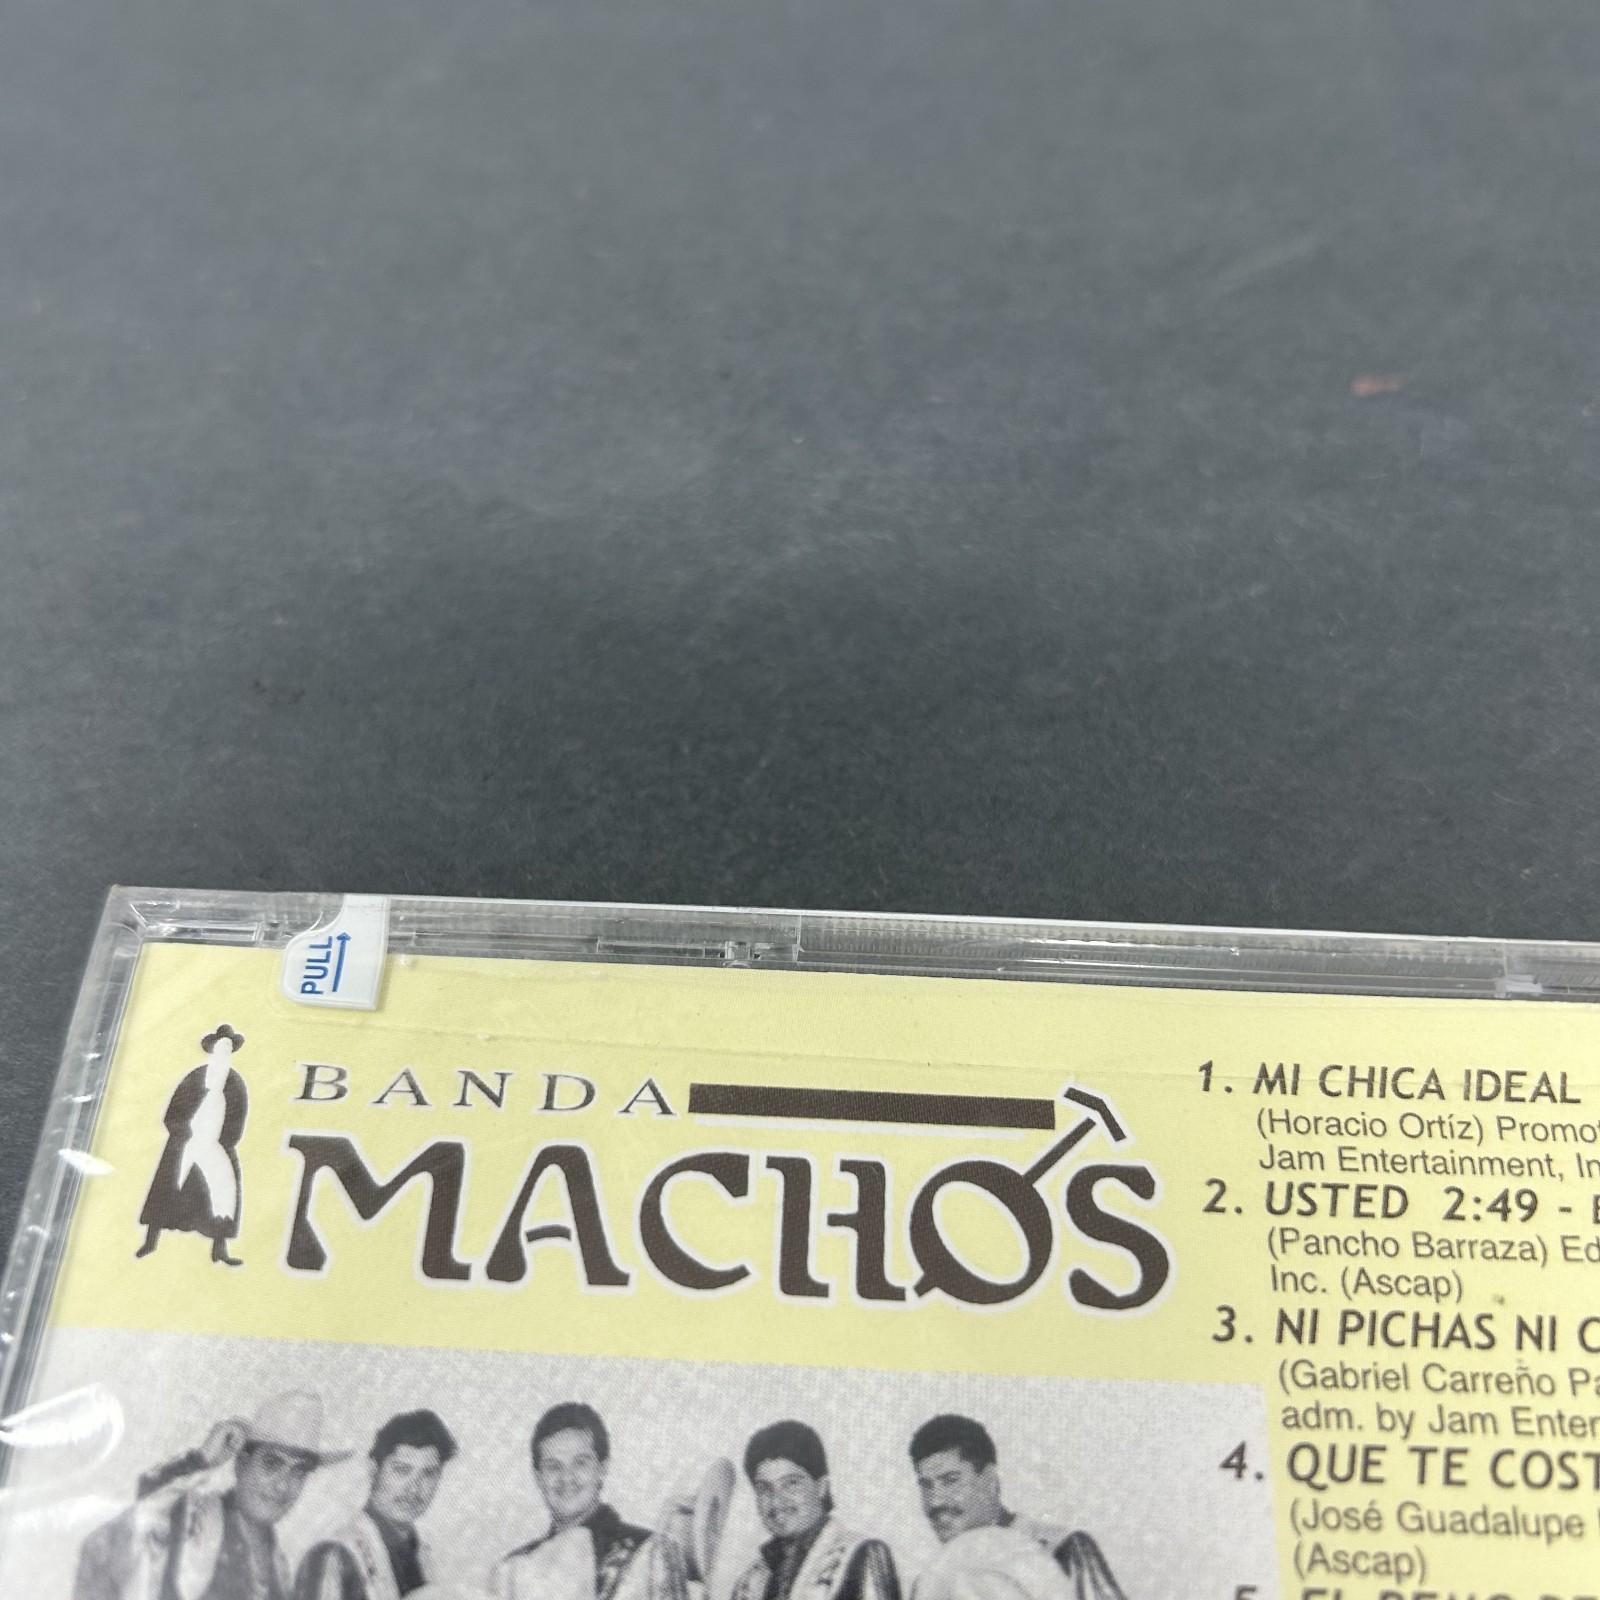 PULL
BANDA
MACHOS
1. MI CHICA IDEAL
(Horacio Ortíz)
Jam Entertainment,
2. USTED 2:49 -
(Pancho Barraza)
Inc. (Ascap)
3. NI PICHAS NI
(Gabriel Carreño
adm. by Jam
4. QUE TE
(José Guadalupe
(Ascap)